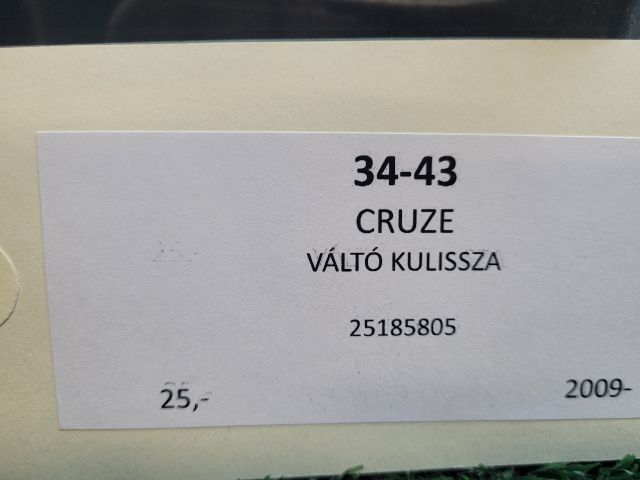 34-43
CRUZE
VÁLTÓ KULISSZA
25185805
25,-
2009-